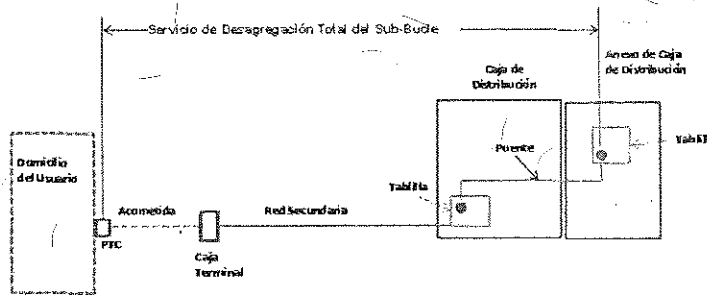 Servicio de Desagregación Total del Sub-Bucle
Anexo de Caja
de Distribución
Caja de
Distribución
Tablilla
Puente
Domicilio
del Usuario
Tablilla
Acometida
Red Secundaria
PTC
Caja
Terminal